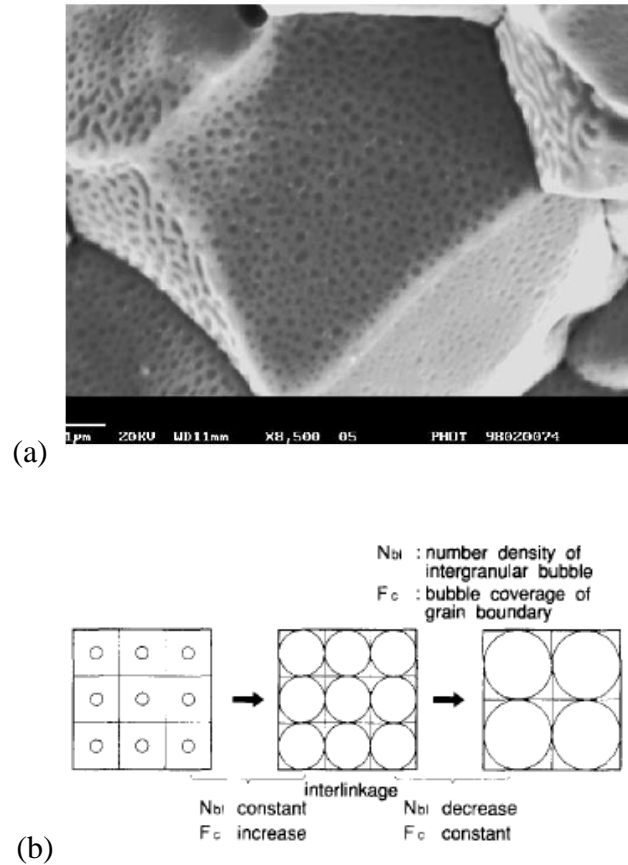 1µm 20KV WD11mm X8,500 05 PHOT 98020074
(a)
Nbl : number density of
intergranular bubble
Fc : bubble coverage of
grain boundary
interlinkage
Nbl constant
Fc increase
Nbl decrease
Fc constant
(b)